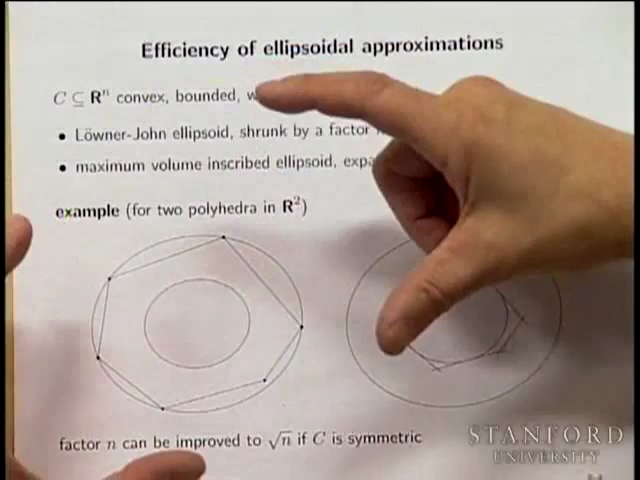 Efficiency of ellipsoidal approximations
C ⊆ Rⁿ convex, bounded,
• Löwner-John ellipsoid, shrunk by a factor
• maximum volume inscribed ellipsoid,
example (for two polyhedra in R²)
factor n can be improved to √n if C is symmetric
STANFORD
UNIVERSITY